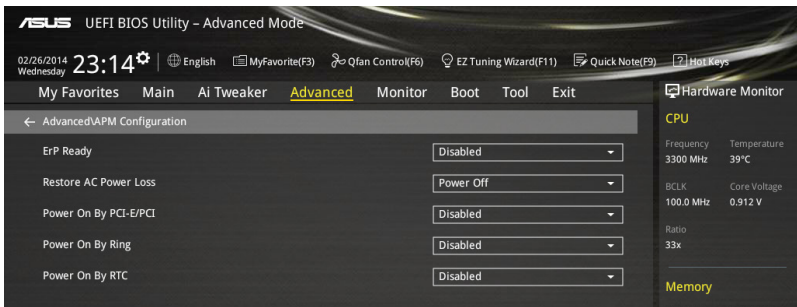 ASUS UEFI BIOS Utility – Advanced Mode
02/26/2014
Wednesday
23:14
English
MyFavorite(F3)
Qfan Control(F6)
EZ Tuning Wizard(F11)
Quick Note(F9)
? Hot Keys
My Favorites Main Ai Tweaker Advanced Monitor Boot Tool Exit
Hardware Monitor
← Advanced\APM Configuration
ErP Ready Disabled
Restore AC Power Loss Power Off
Power On By PCI-E/PCI Disabled
Power On By Ring Disabled
Power On By RTC Disabled
CPU
Frequency Temperature
3300 MHz 39°C
BCLK Core Voltage
100.0 MHz 0.912 V
Ratio
33x
Memory